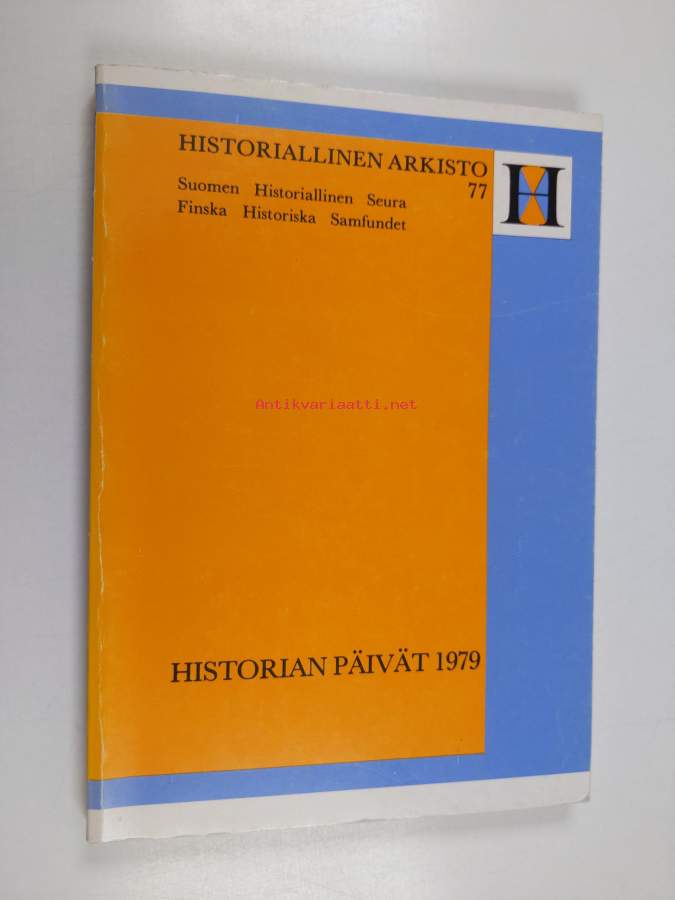 HISTORIALLINEN ARKISTO
77
Suomen Historiallinen Seura
Finska Historiska Samfundet
H
Antikvariaatti.net
HISTORIAN PÄIVÄT 1979